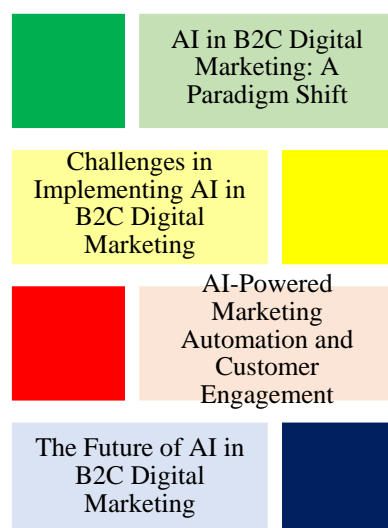 AI in B2C Digital
Marketing: A
Paradigm Shift
Challenges in
Implementing AI in
B2C Digital
Marketing
AI-Powered
Marketing
Automation and
Customer
Engagement
The Future of AI in
B2C Digital
Marketing